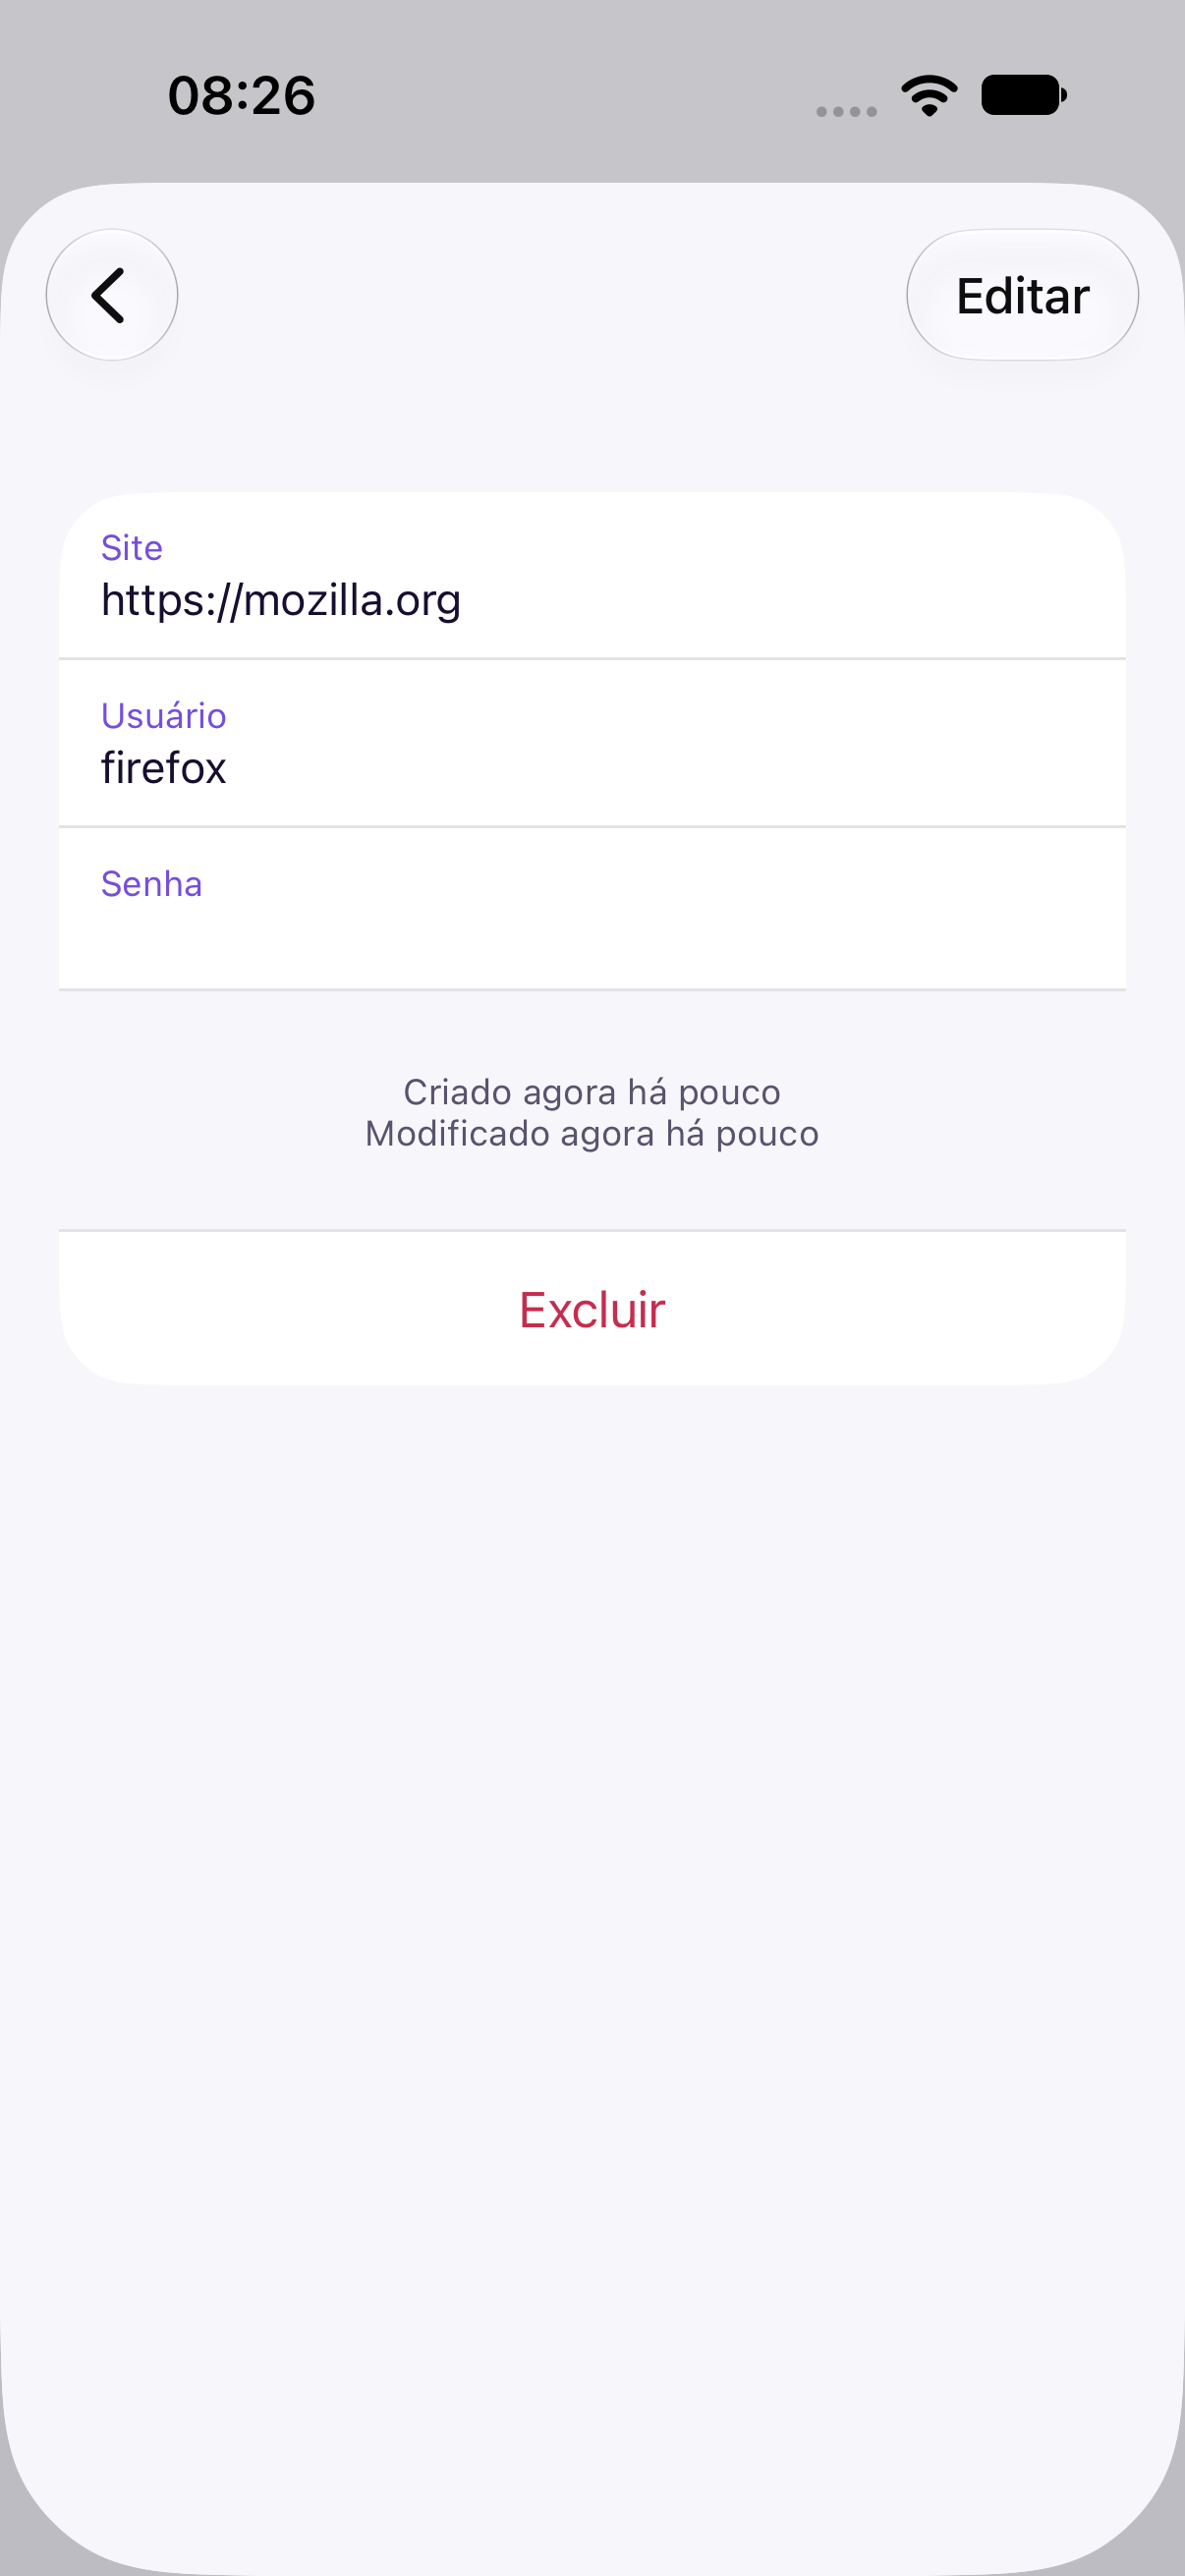 08:26
Editar
Site
https://mozilla.org
Usuário
firefox
Senha
Criado agora há pouco
Modificado agora há pouco
Excluir